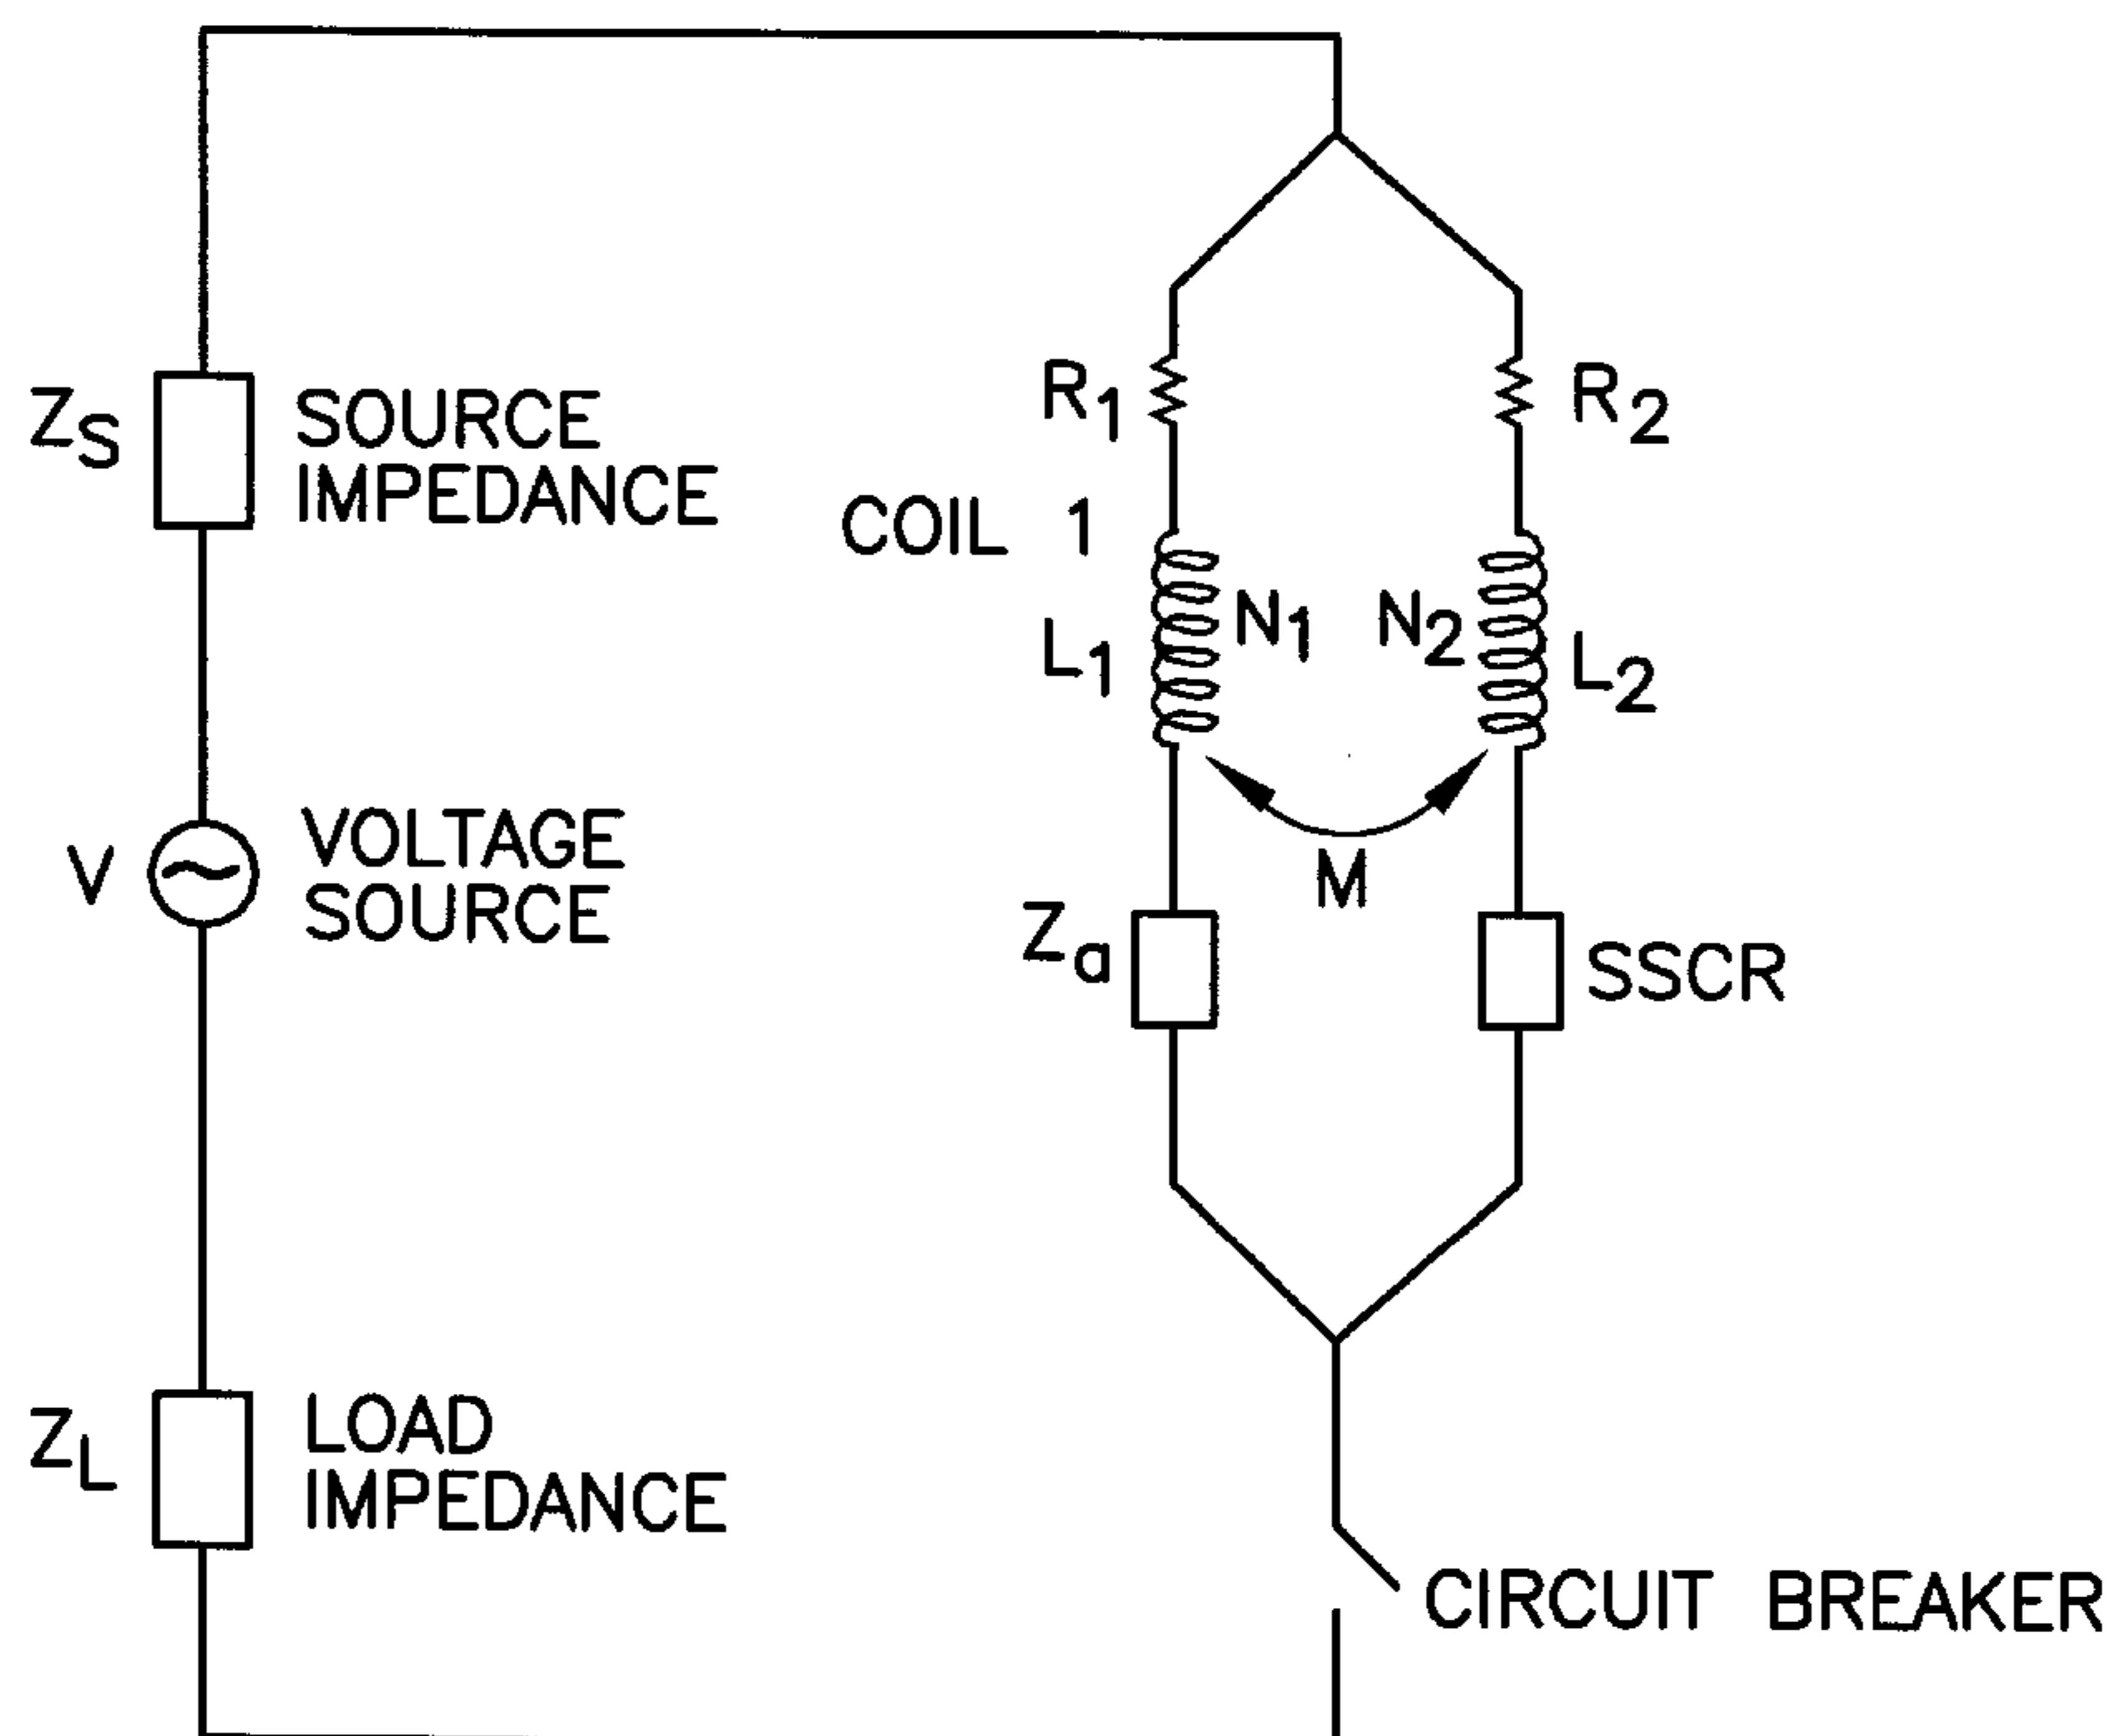 ZS
SOURCE
IMPEDANCE
R1
R2
COIL 1
L1
N1
N2
L2
V
VOLTAGE
SOURCE
M
Za
SSCR
ZL
LOAD
IMPEDANCE
CIRCUIT BREAKER